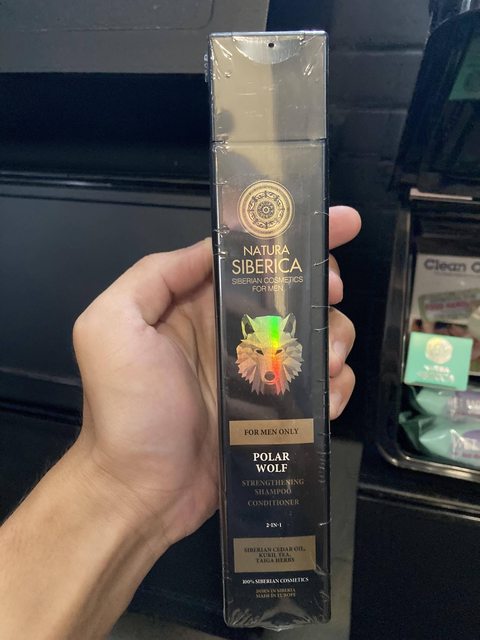 NATURA
SIBERICA
SIBERIAN COSMETICS
FOR MEN
FOR MEN ONLY
POLAR
WOLF
STRENGTHENING
SHAMPOO
CONDITIONER
2-IN-1
SIBERIAN CEDAR OIL,
KURIL TEA,
TAIGA HERBS
100% SIBERIAN COSMETICS
BORN IN SIBERIA
MADE IN EUROPE
Clean